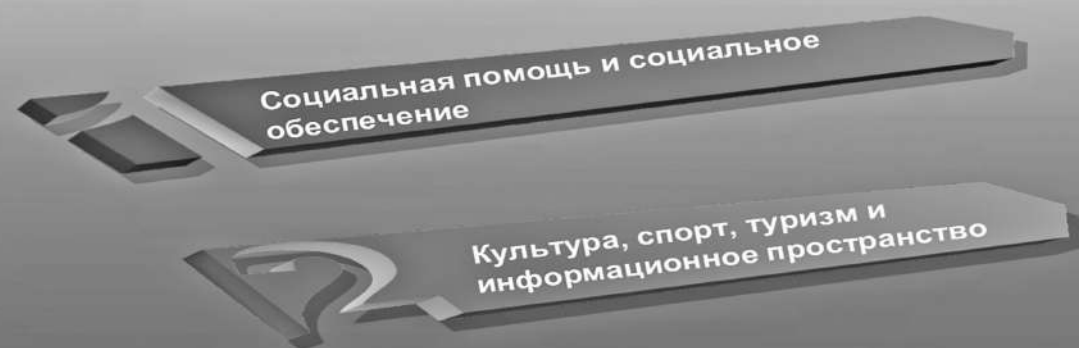 Социальная помощь и социальное
обеспечение
Культура, спорт, туризм и
информационное пространство